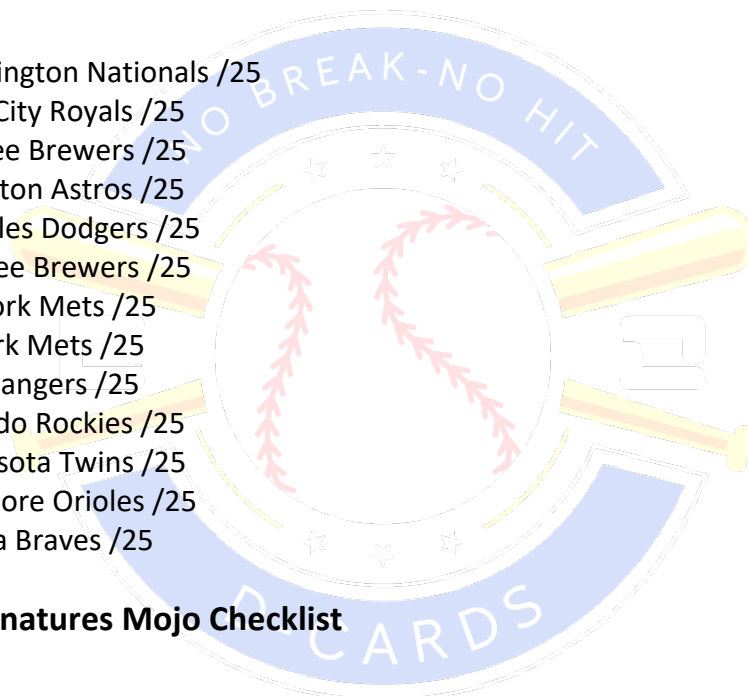 ington Nationals /25
City Royals /25
ee Brewers /25
ton Astros /25
les Dodgers /25
ee Brewers /25
ork Mets /25
rk Mets /25
angers /25
do Rockies /25
sota Twins /25
ore Orioles /25
a Braves /25
natures Mojo Checklist
NO BREAK-NO HIT
D-CARDS